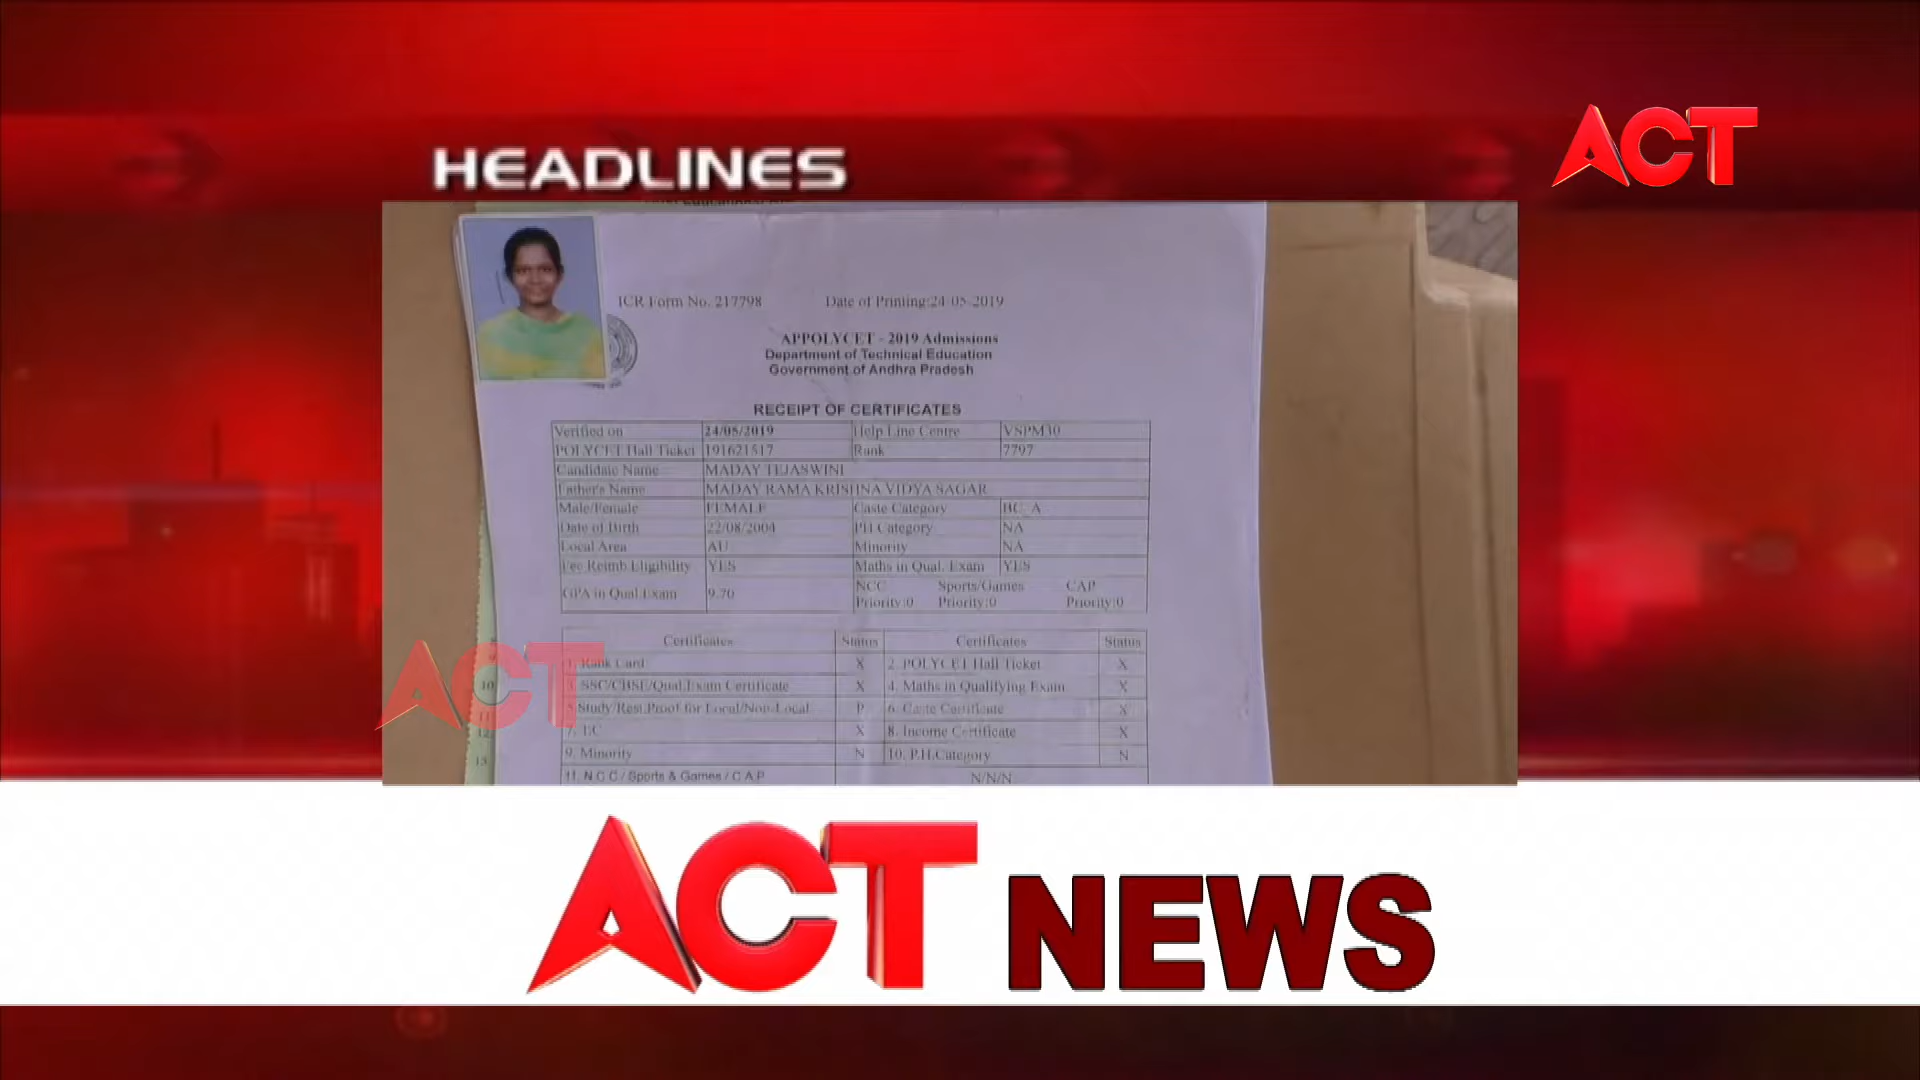 HEADLINES
ACT
ICR Form No. 217798 Date of Printing:24-05-2019
APPOLYCET - 2019 Admissions
Department of Technical Education
Government of Andhra Pradesh
RECEIPT OF CERTIFICATES
Verified on 24/05/2019 Help Line Centre VSPM30
POLYCET Hall Ticket 191621517 Rank 7797
Candidate Name MADAY TEJASWINI
Father's Name MADAY RAMA KRISHNA VIDYA SAGAR
Male/Female FEMALE Caste Category BC_A
Date of Birth 22/08/2004 PH Category NA
Local Area AU Minority NA
Fee Reimb Eligibility YES Maths in Qual. Exam YES
GPA in Qual.Exam 9.70 NCC Sports/Games CAP
Priority:0 Priority:0 Priority:0
Certificates Status Certificates Status
1. Rank Card X 2. POLYCET Hall Ticket X
3. SSC/CBSE/Qual.Exam Certificate X 4. Maths in Qualifying Exam X
5.Study/Resi.Proof for Local/Non-Local P 6. Caste Certificate X
7. TC X 8. Income Certificate X
9. Minority N 10. P.H.Category N
11. N C C / Sports & Games / C A P N/N/N
10
11
12
13
ACT
ACT NEWS